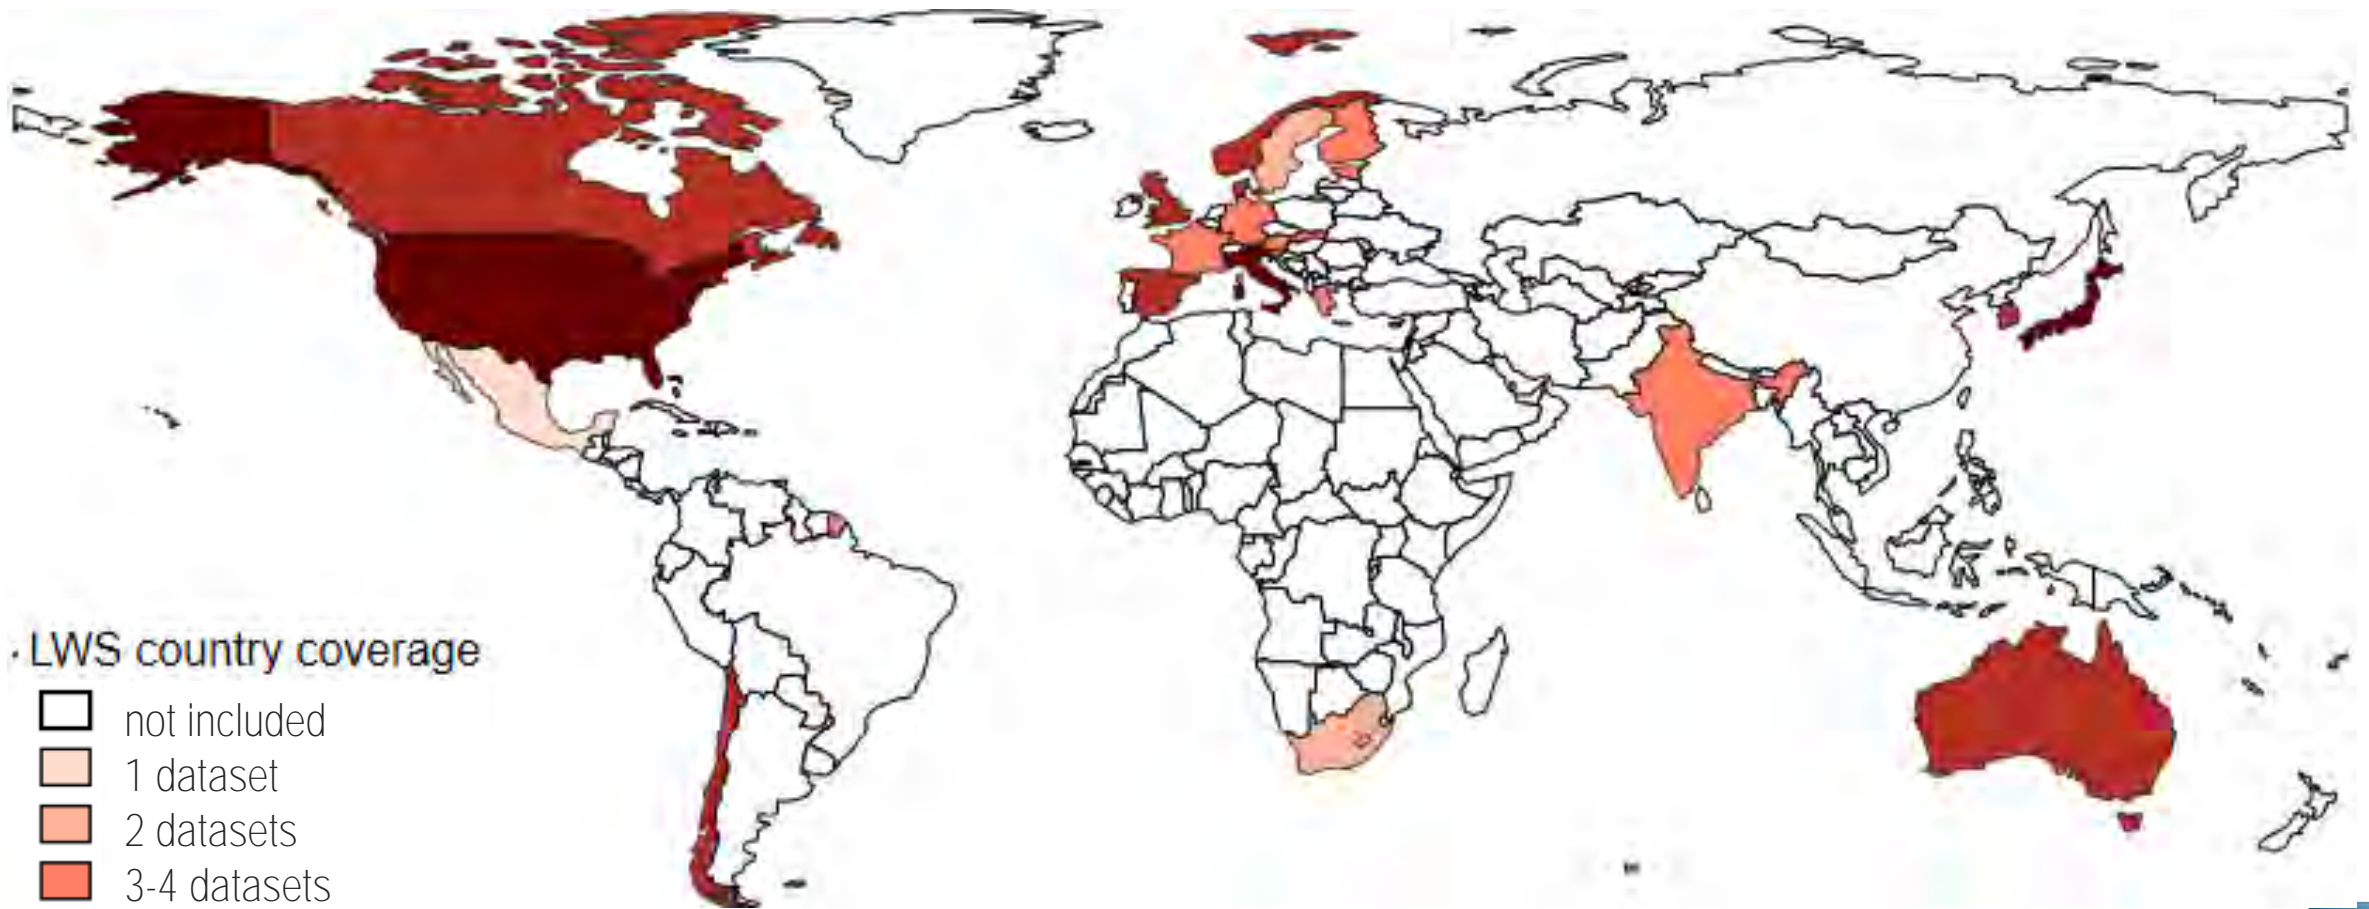 LWS country coverage
not included
1 dataset
2 datasets
3-4 datasets